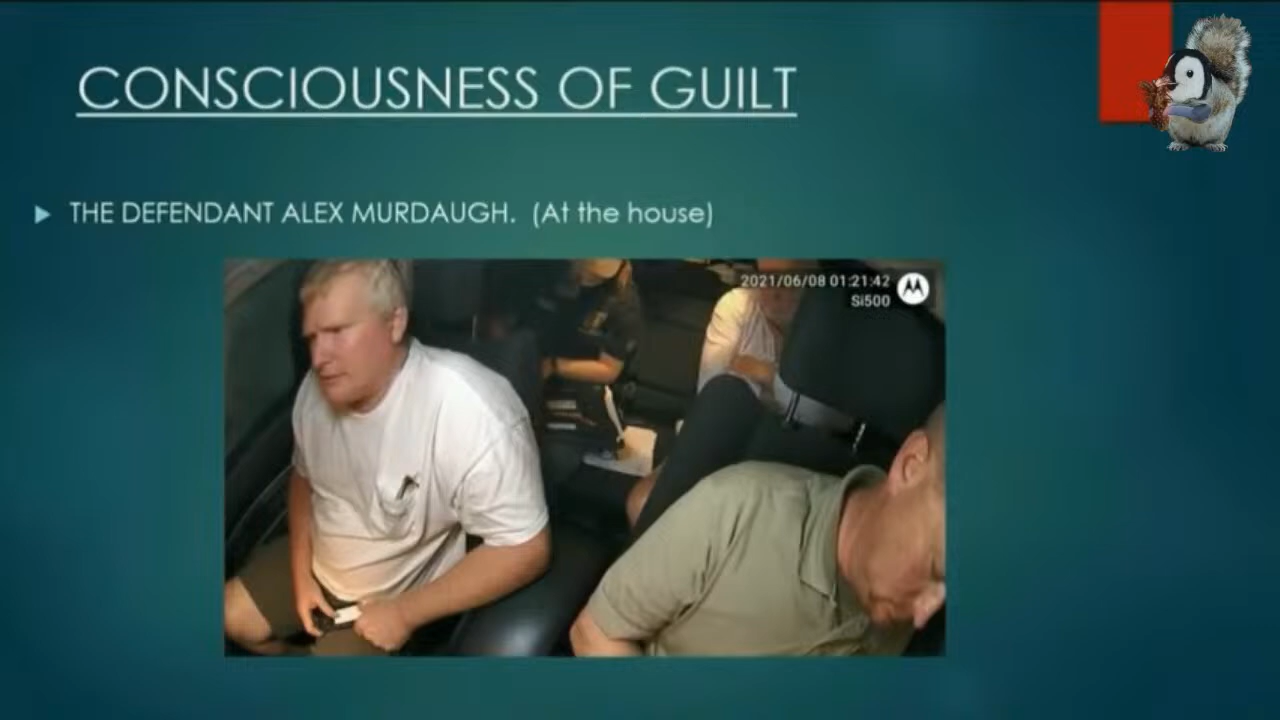 CONSCIOUSNESS OF GUILT
THE DEFENDANT ALEX MURDAUGH. (At the house)
2021/06/08 01:21:42
Si500